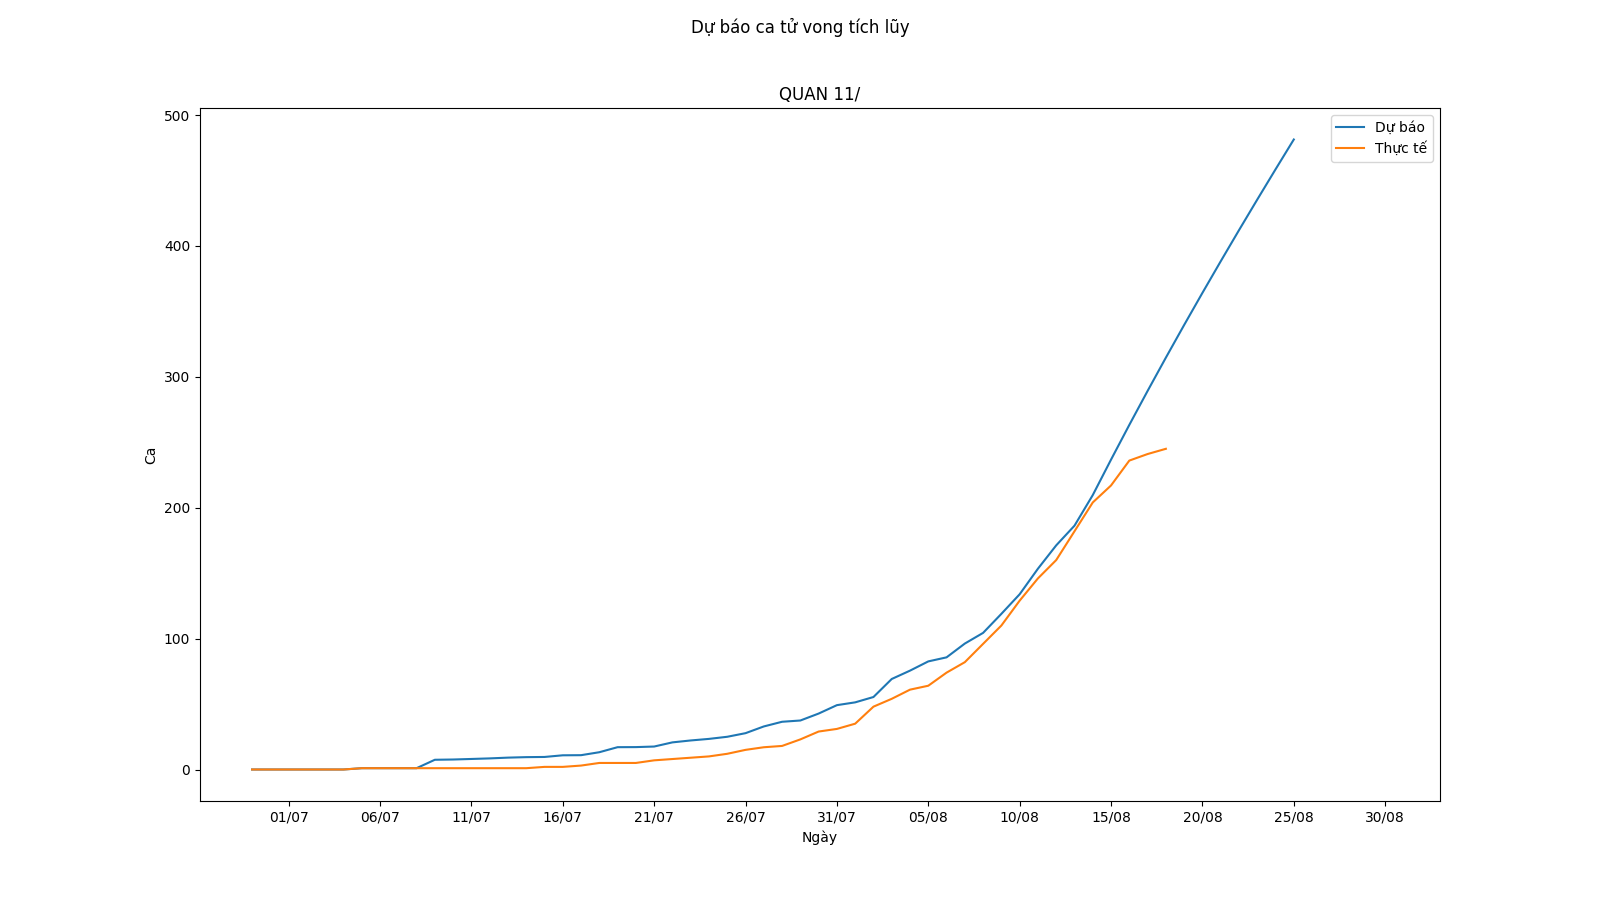 Dự báo ca tử vong tích lũy
QUAN 11/
500
400
300
200
100
0
Ca
Dự báo
Thực tế
01/07 06/07 11/07 16/07 21/07 26/07 31/07 05/08 10/08 15/08 20/08 25/08 30/08
Ngày